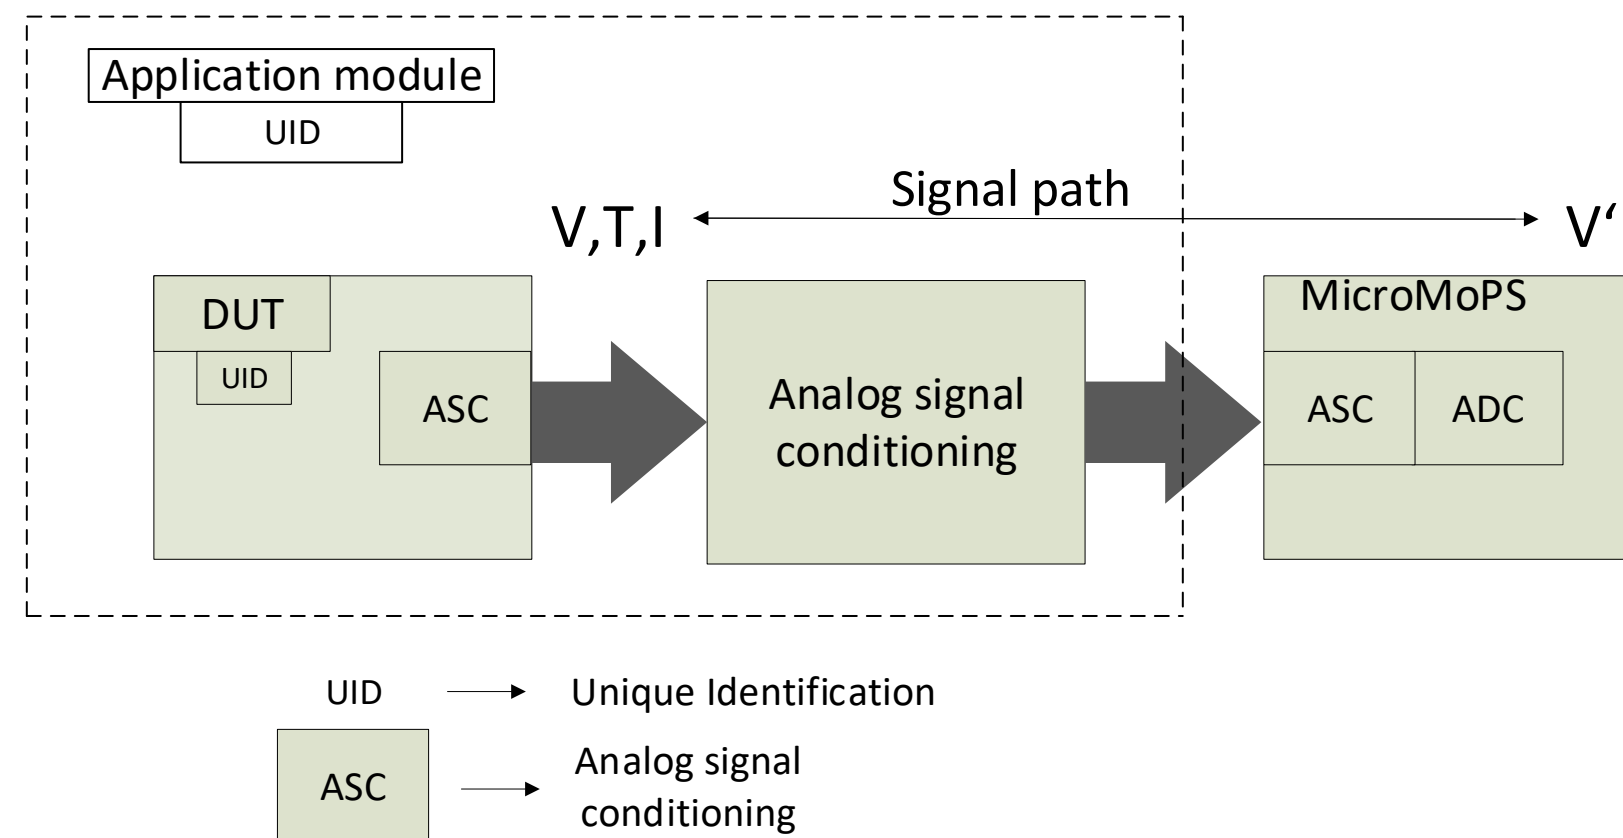 Application module
UID
Signal path
V,T,I
V‘
DUT
UID
ASC
Analog signal
conditioning
MicroMoPS
ASC
ADC
UID
Unique Identification
ASC
Analog signal
conditioning